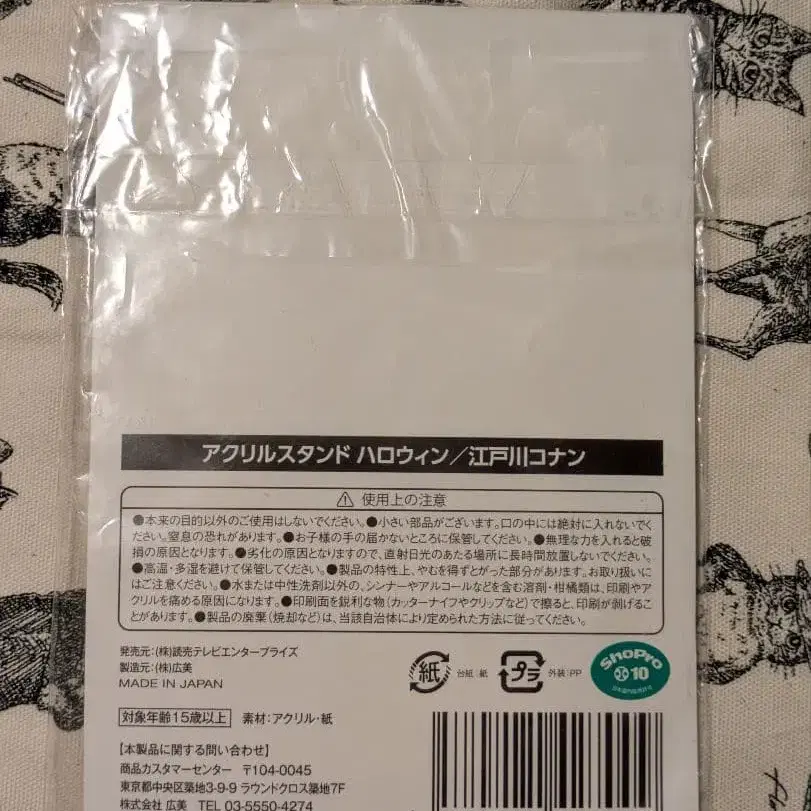 アクリルスタンド ハロウィン／江戸川コナン
⚠ 使用上の注意
●本来の目的以外のご使用はしないでください。●小さい部品がございます。口の中には絶対に入れないでく
ださい。窒息の恐れがあります。●お子様の手の届かないところに保管してください。●無理な力を入れると破
損の原因となります。●劣化の原因となりますので、直射日光のあたる場所に長時間放置しないでください。
●高温・多湿を避けて保管してください。●製品の特性上、やむを得ずとがった部分があります。お取り扱いに
はご注意ください。●水または中性洗剤以外の、シンナーやアルコールなどを含む溶剤・柑橘類は、印刷やア
クリルを痛める原因になります。●印刷面を鋭利な物（カッターナイフやクリップなど）で擦ると、印刷が剥げるこ
とがあります。●製品の廃棄（焼却など）は、当該自治体により定められた方法に従ってください。
発売元：（株）読売テレビエンタープライズ
製造元：（株）広美
MADE IN JAPAN
紙 台紙：紙
プラ 外装：PP
ShoPro
10
対象年齢15歳以上 素材：アクリル・紙
【本製品に関する問い合わせ】
商品カスタマーセンター 〒104-0045
東京都中央区築地3-9-9 ラウンドクロス築地7F
株式会社 広美 TEL 03-5550-4274